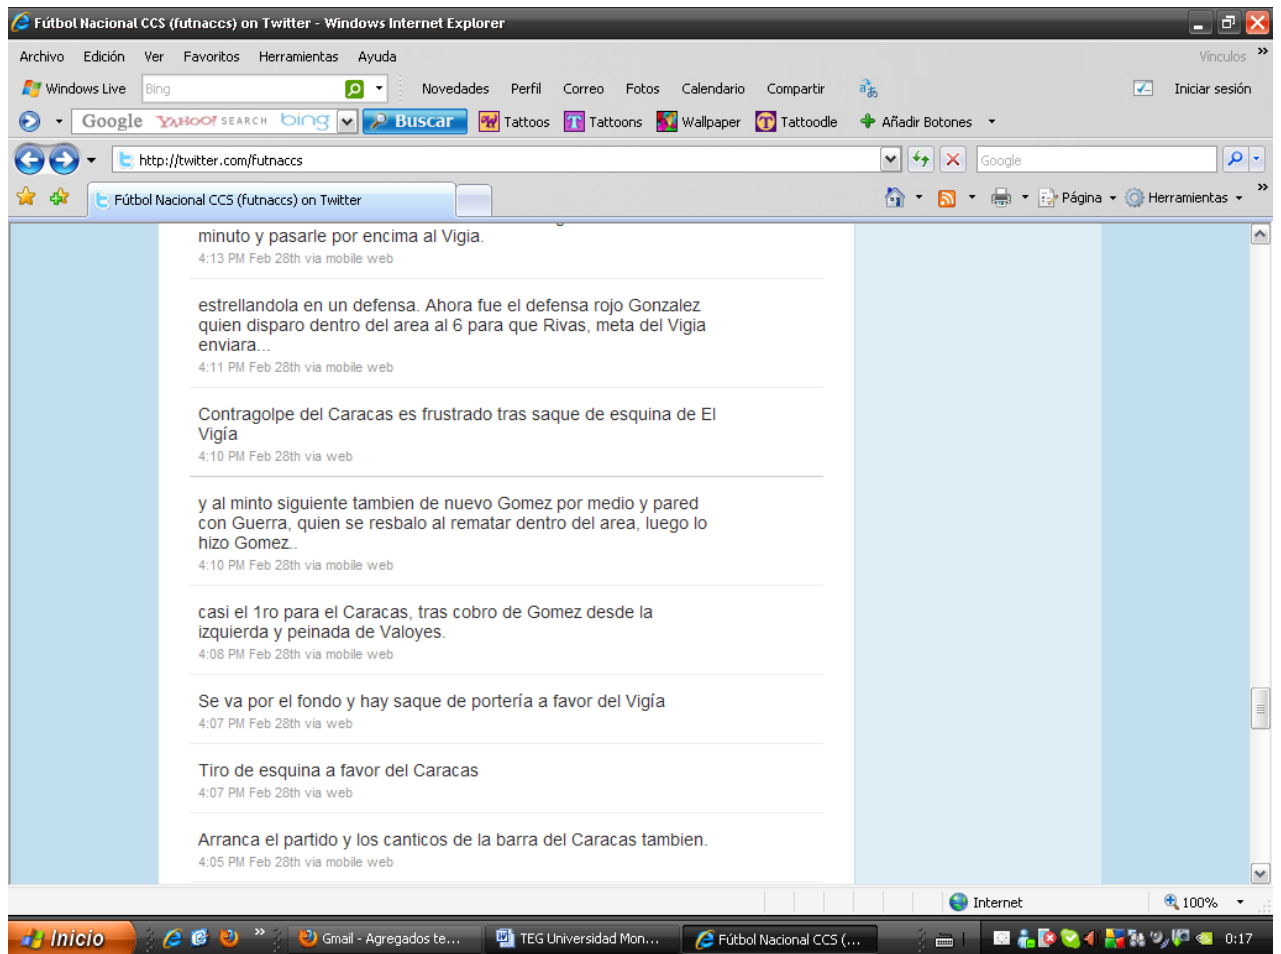 Fútbol Nacional CCS (futnaccs) on Twitter - Windows Internet Explorer
Archivo Edición Ver Favoritos Herramientas Ayuda Vínculos »
Windows Live Bing Novedades Perfil Correo Fotos Calendario Compartir Iniciar sesión
Google YAHOO! SEARCH bing Buscar Tattoos Tattoons Wallpaper Tattoodle Añadir Botones
http://twitter.com/futnaccs Google
Fútbol Nacional CCS (futnaccs) on Twitter Página Herramientas »
minuto y pasarle por encima al Vigia.
4:13 PM Feb 28th via mobile web
estrellandola en un defensa. Ahora fue el defensa rojo Gonzalez
quien disparo dentro del area al 6 para que Rivas, meta del Vigia
enviara...
4:11 PM Feb 28th via mobile web
Contragolpe del Caracas es frustrado tras saque de esquina de El
Vigía
4:10 PM Feb 28th via web
y al minto siguiente tambien de nuevo Gomez por medio y pared
con Guerra, quien se resbalo al rematar dentro del area, luego lo
hizo Gomez..
4:10 PM Feb 28th via mobile web
casi el 1ro para el Caracas, tras cobro de Gomez desde la
izquierda y peinada de Valoyes.
4:08 PM Feb 28th via mobile web
Se va por el fondo y hay saque de portería a favor del Vigía
4:07 PM Feb 28th via web
Tiro de esquina a favor del Caracas
4:07 PM Feb 28th via web
Arranca el partido y los canticos de la barra del Caracas tambien.
4:05 PM Feb 28th via mobile web
Internet 100%
Inicio » Gmail - Agregados te... TEG Universidad Mon... Fútbol Nacional CCS (... 0:17